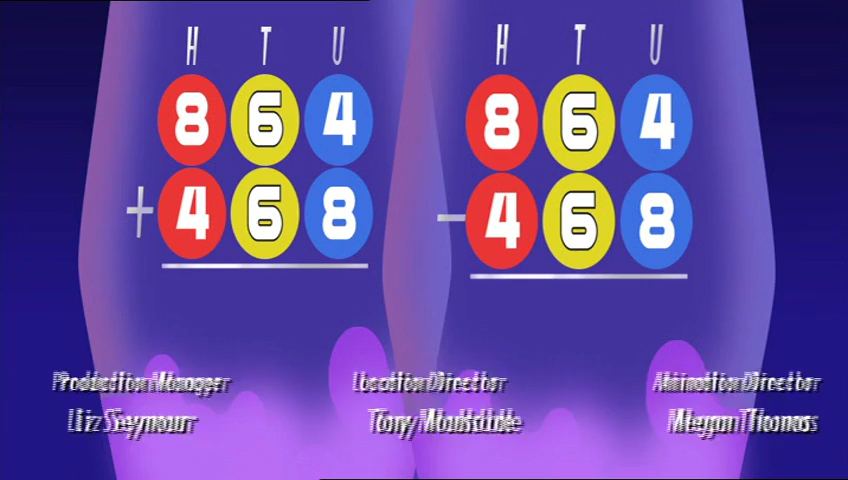 H T U H T U
8 6 4 8 6 4
+ 4 6 8 - 4 6 8
Production Manager Location Director Animation Director
Liz Seymour Tony Megan Thomas